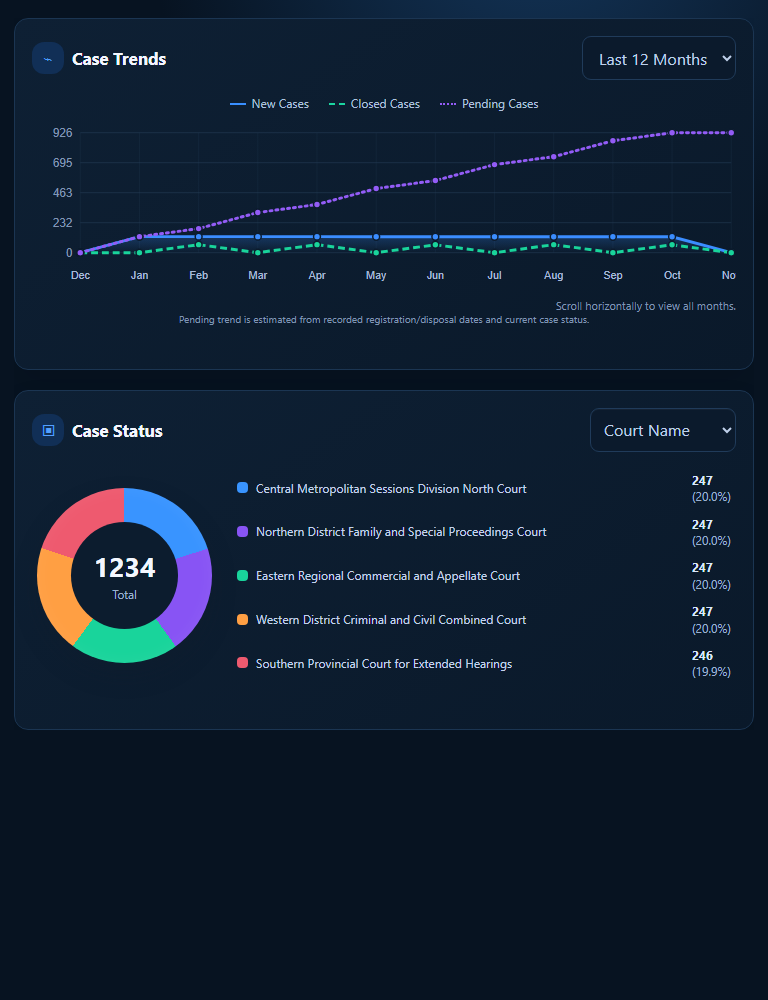 Case Trends
Last 12 Months
New Cases Closed Cases Pending Cases
926
695
463
232
0
Dec Jan Feb Mar Apr May Jun Jul Aug Sep Oct No
Scroll horizontally to view all months.
Pending trend is estimated from recorded registration/disposal dates and current case status.
Case Status
Court Name
1234
Total
Central Metropolitan Sessions Division North Court
247
(20.0%)
Northern District Family and Special Proceedings Court
247
(20.0%)
Eastern Regional Commercial and Appellate Court
247
(20.0%)
Western District Criminal and Civil Combined Court
247
(20.0%)
Southern Provincial Court for Extended Hearings
246
(19.9%)